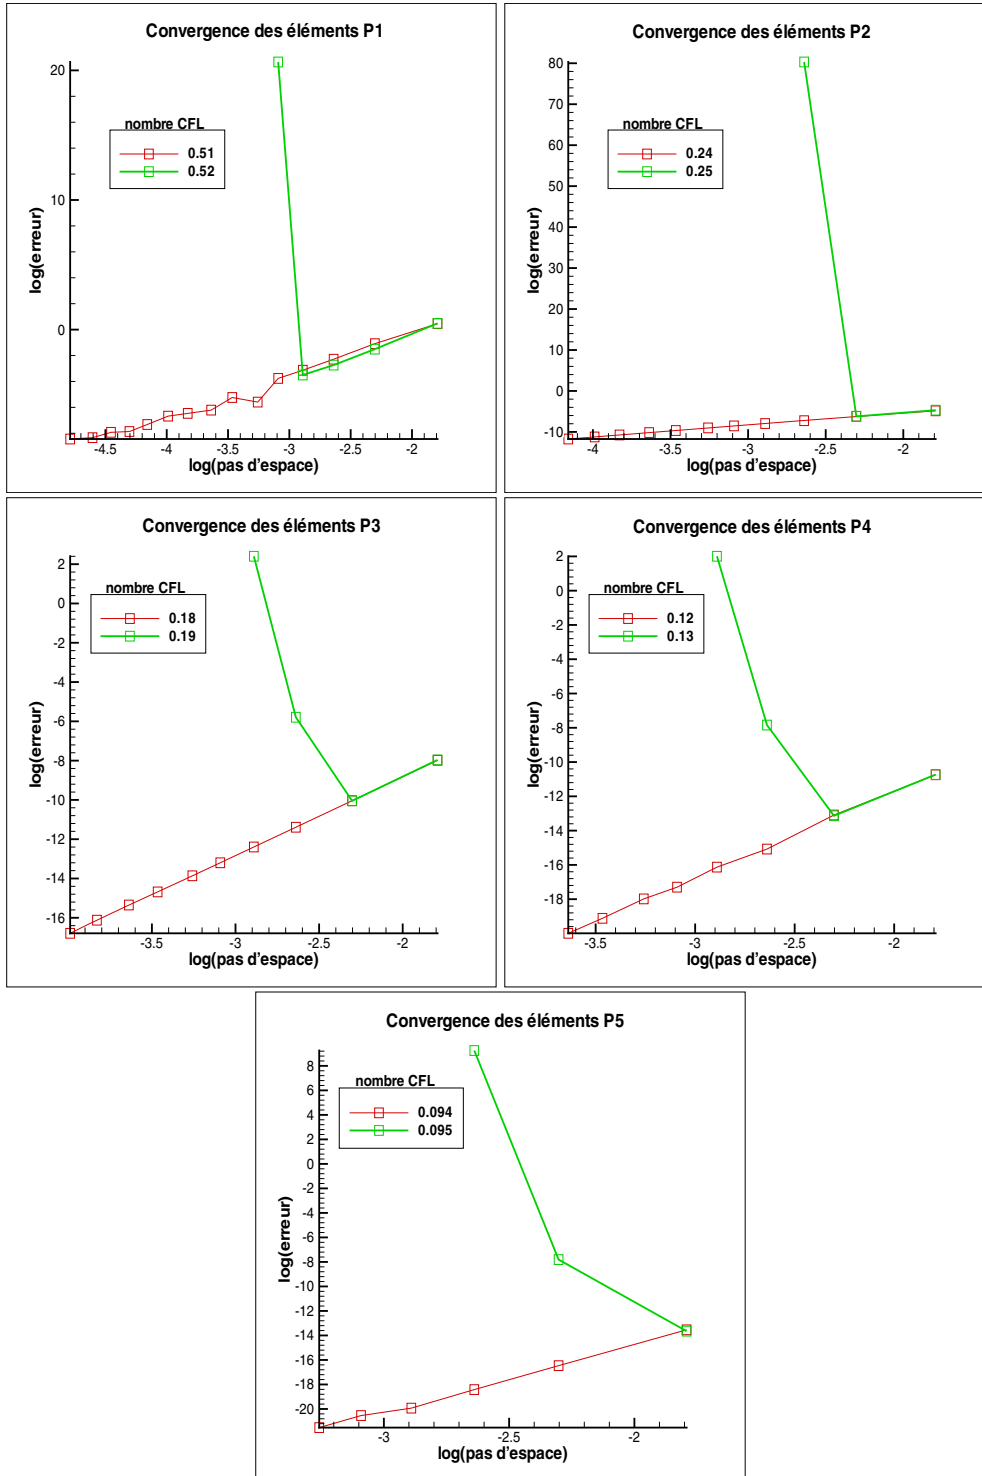 Convergence des éléments P1
20
10
0
log(erreur)
nombre CFL
0.51
0.52
-4.5 -4 -3.5 -3 -2.5 -2
log(pas d'espace)
Convergence des éléments P2
80
70
60
50
40
30
20
10
0
-10
log(erreur)
nombre CFL
0.24
0.25
-4 -3.5 -3 -2.5 -2
log(pas d'espace)
Convergence des éléments P3
2
0
-2
-4
-6
-8
-10
-12
-14
-16
log(erreur)
nombre CFL
0.18
0.19
-3.5 -3 -2.5 -2
log(pas d'espace)
Convergence des éléments P4
2
0
-2
-4
-6
-8
-10
-12
-14
-16
-18
log(erreur)
nombre CFL
0.12
0.13
-3.5 -3 -2.5 -2
log(pas d'espace)
Convergence des éléments P5
8
6
4
2
0
-2
-4
-6
-8
-10
-12
-14
-16
-18
-20
log(erreur)
nombre CFL
0.094
0.095
-3 -2.5 -2
log(pas d'espace)